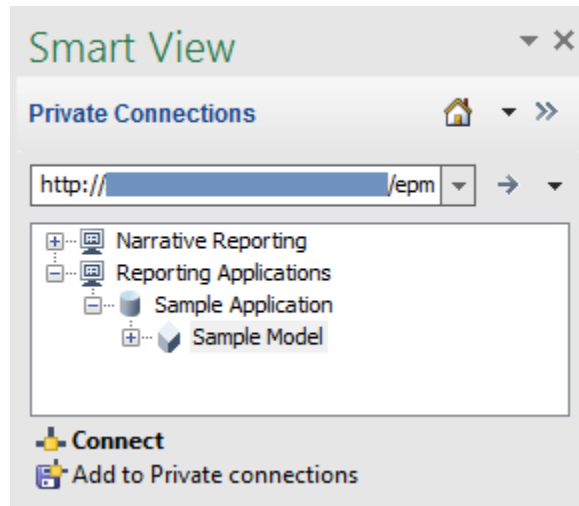 Smart View
Private Connections
http:// /epm
Narrative Reporting
Reporting Applications
Sample Application
Sample Model
Connect
Add to Private connections